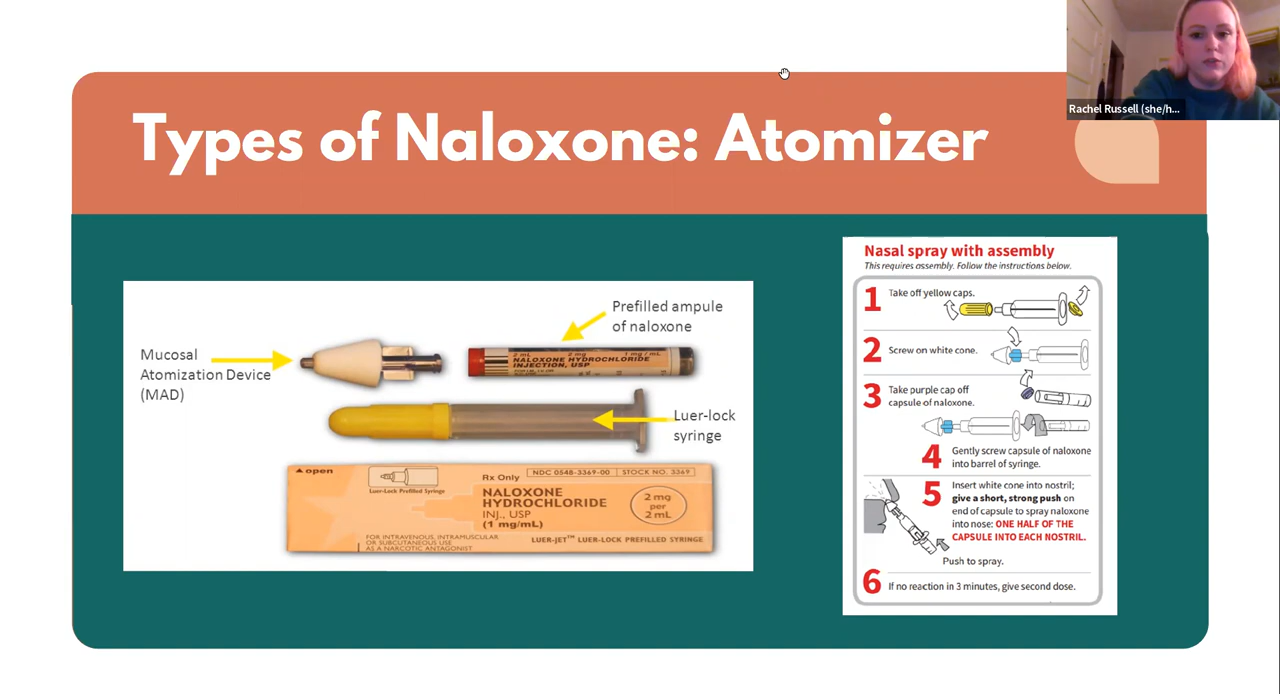 Rachel Russell (she/h...
Types of Naloxone: Atomizer
Mucosal
Atomization Device
(MAD)
Prefilled ampule
of naloxone
2 mL 2 mg 1 mg/mL
NALOXONE HYDROCHLORIDE
INJECTION, USP
Luer-lock
syringe
▲open
Luer-Lock Prefilled Syringe
Rx Only
NDC 0548-3369-00 STOCK NO. 3369
NALOXONE
HYDROCHLORIDE
INJ., USP
(1 mg/mL)
2 mg
per
2 mL
FOR INTRAVENOUS, INTRAMUSCULAR
OR SUBCUTANEOUS USE
AS A NARCOTIC ANTAGONIST
LUER-JET™ LUER-LOCK PREFILLED SYRINGE
Nasal spray with assembly
This requires assembly. Follow the instructions below.
1 Take off yellow caps.
2 Screw on white cone.
3 Take purple cap off
capsule of naloxone.
4 Gently screw capsule of naloxone
into barrel of syringe.
5 Insert white cone into nostril;
give a short, strong push on
end of capsule to spray naloxone
into nose: ONE HALF OF THE
CAPSULE INTO EACH NOSTRIL.
Push to spray.
6 If no reaction in 3 minutes, give second dose.